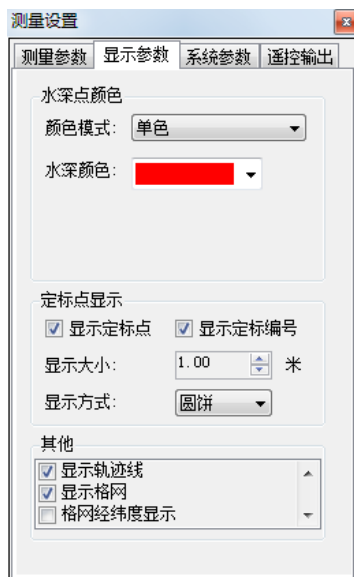 测量设置
测量参数 显示参数 系统参数 遥控输出
水深点颜色
颜色模式: 单色
水深颜色:
定标点显示
显示定标点 显示定标编号
显示大小: 1.00 米
显示方式: 圆饼
其他
显示轨迹线
显示格网
格网经纬度显示